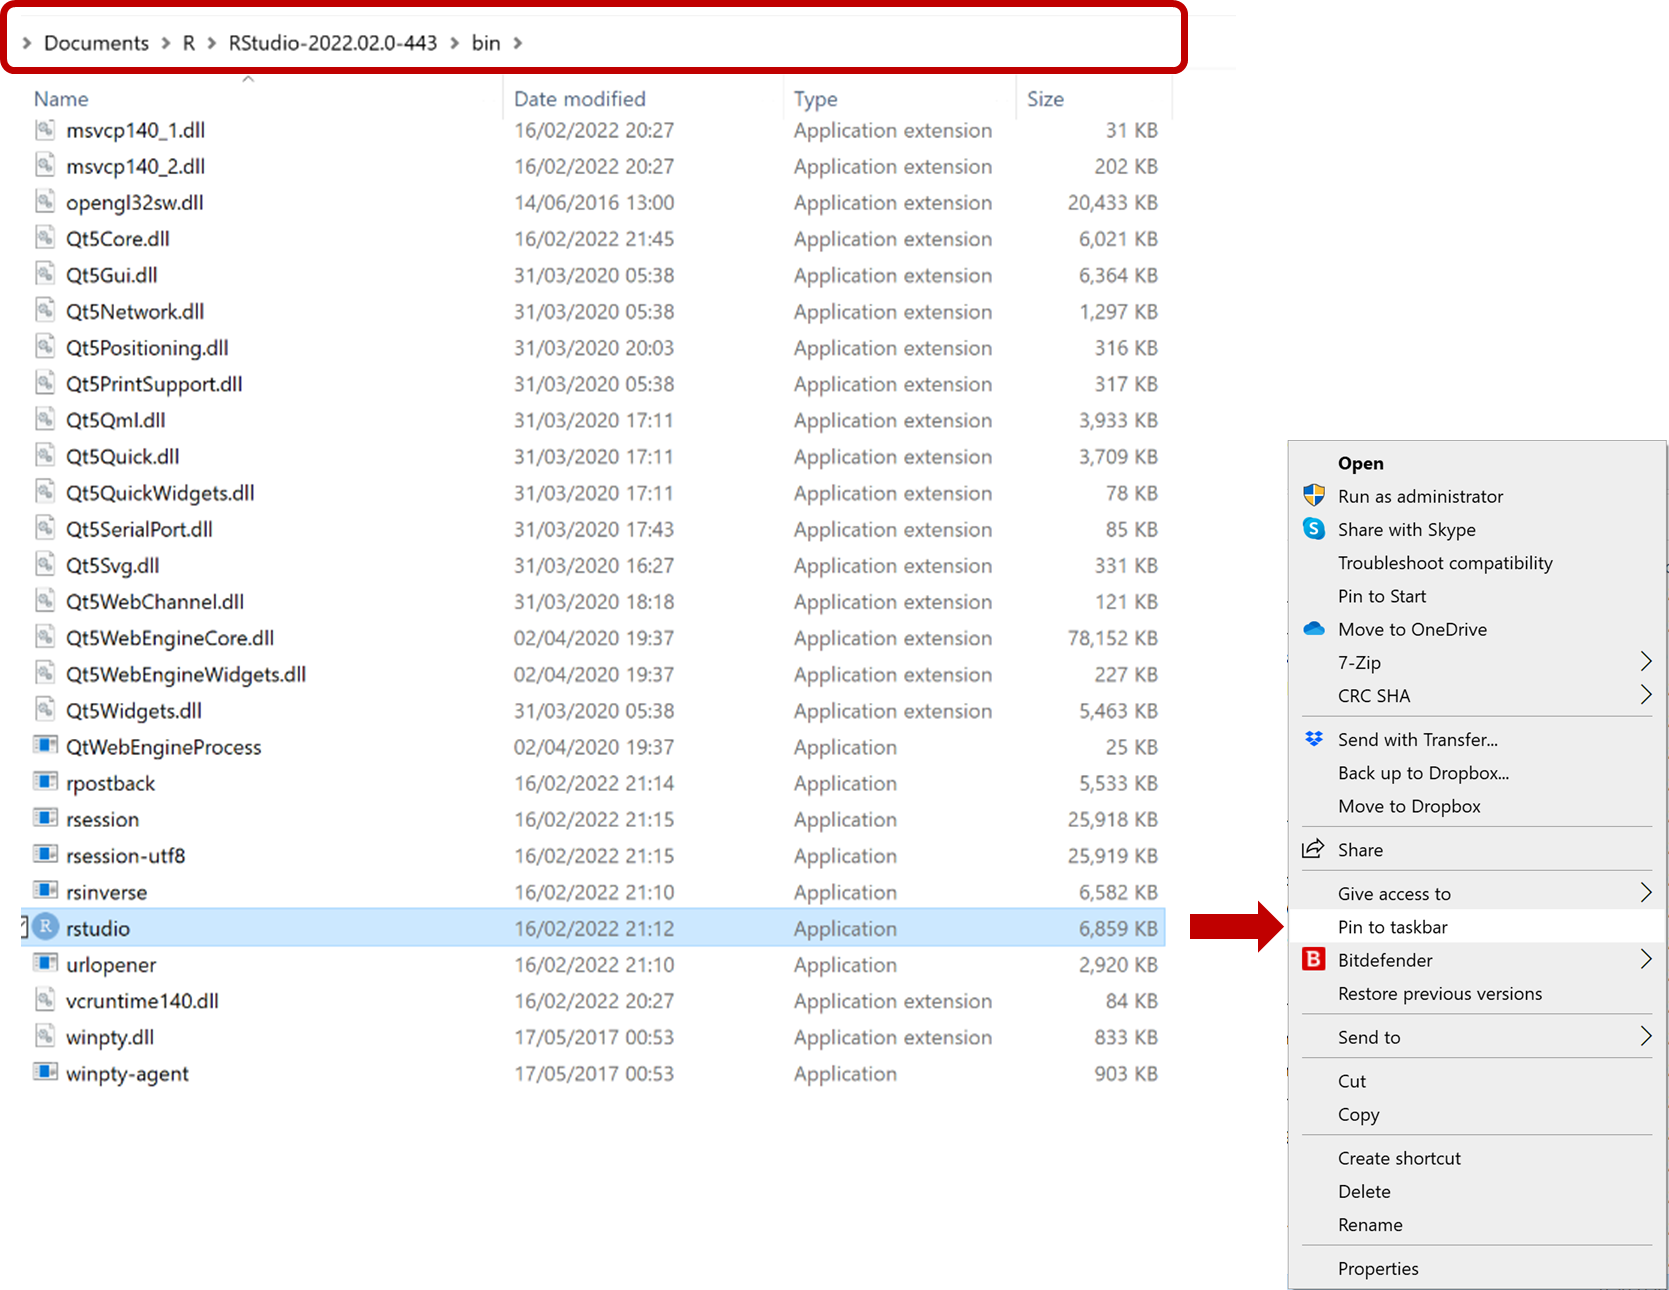 Documents > R > RStudio-2022.02.0-443 > bin >
Name Date modified Type Size
msvcp140_1.dll 16/02/2022 20:27 Application extension 31 KB
msvcp140_2.dll 16/02/2022 20:27 Application extension 202 KB
opengl32sw.dll 14/06/2016 13:00 Application extension 20,433 KB
Qt5Core.dll 16/02/2022 21:45 Application extension 6,021 KB
Qt5Gui.dll 31/03/2020 05:38 Application extension 6,364 KB
Qt5Network.dll 31/03/2020 05:38 Application extension 1,297 KB
Qt5Positioning.dll 31/03/2020 20:03 Application extension 316 KB
Qt5PrintSupport.dll 31/03/2020 05:38 Application extension 317 KB
Qt5Qml.dll 31/03/2020 17:11 Application extension 3,933 KB
Qt5Quick.dll 31/03/2020 17:11 Application extension 3,709 KB
Qt5QuickWidgets.dll 31/03/2020 17:11 Application extension 78 KB
Qt5SerialPort.dll 31/03/2020 17:43 Application extension 85 KB
Qt5Svg.dll 31/03/2020 16:27 Application extension 331 KB
Qt5WebChannel.dll 31/03/2020 18:18 Application extension 121 KB
Qt5WebEngineCore.dll 02/04/2020 19:37 Application extension 78,152 KB
Qt5WebEngineWidgets.dll 02/04/2020 19:37 Application extension 227 KB
Qt5Widgets.dll 31/03/2020 05:38 Application extension 5,463 KB
QtWebEngineProcess 02/04/2020 19:37 Application 25 KB
rpostback 16/02/2022 21:14 Application 5,533 KB
rsession 16/02/2022 21:15 Application 25,918 KB
rsession-utf8 16/02/2022 21:15 Application 25,919 KB
rsinverse 16/02/2022 21:10 Application 6,582 KB
R rstudio 16/02/2022 21:12 Application 6,859 KB
urlopener 16/02/2022 21:10 Application 2,920 KB
vcruntime140.dll 16/02/2022 20:27 Application extension 84 KB
winpty.dll 17/05/2017 00:53 Application extension 833 KB
winpty-agent 17/05/2017 00:53 Application 903 KB
Open
Run as administrator
S Share with Skype
Troubleshoot compatibility
Pin to Start
Move to OneDrive
7-Zip
CRC SHA
Send with Transfer...
Back up to Dropbox...
Move to Dropbox
Share
Give access to
Pin to taskbar
B Bitdefender
Restore previous versions
Send to
Cut
Copy
Create shortcut
Delete
Rename
Properties